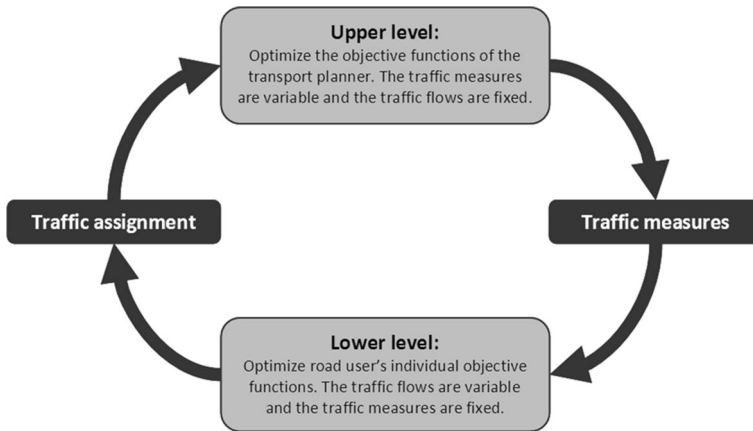 Upper level:
Optimize the objective functions of the
transport planner. The traffic measures
are variable and the traffic flows are fixed.
Traffic assignment
Traffic measures
Lower level:
Optimize road user's individual objective
functions. The traffic flows are variable
and the traffic measures are fixed.